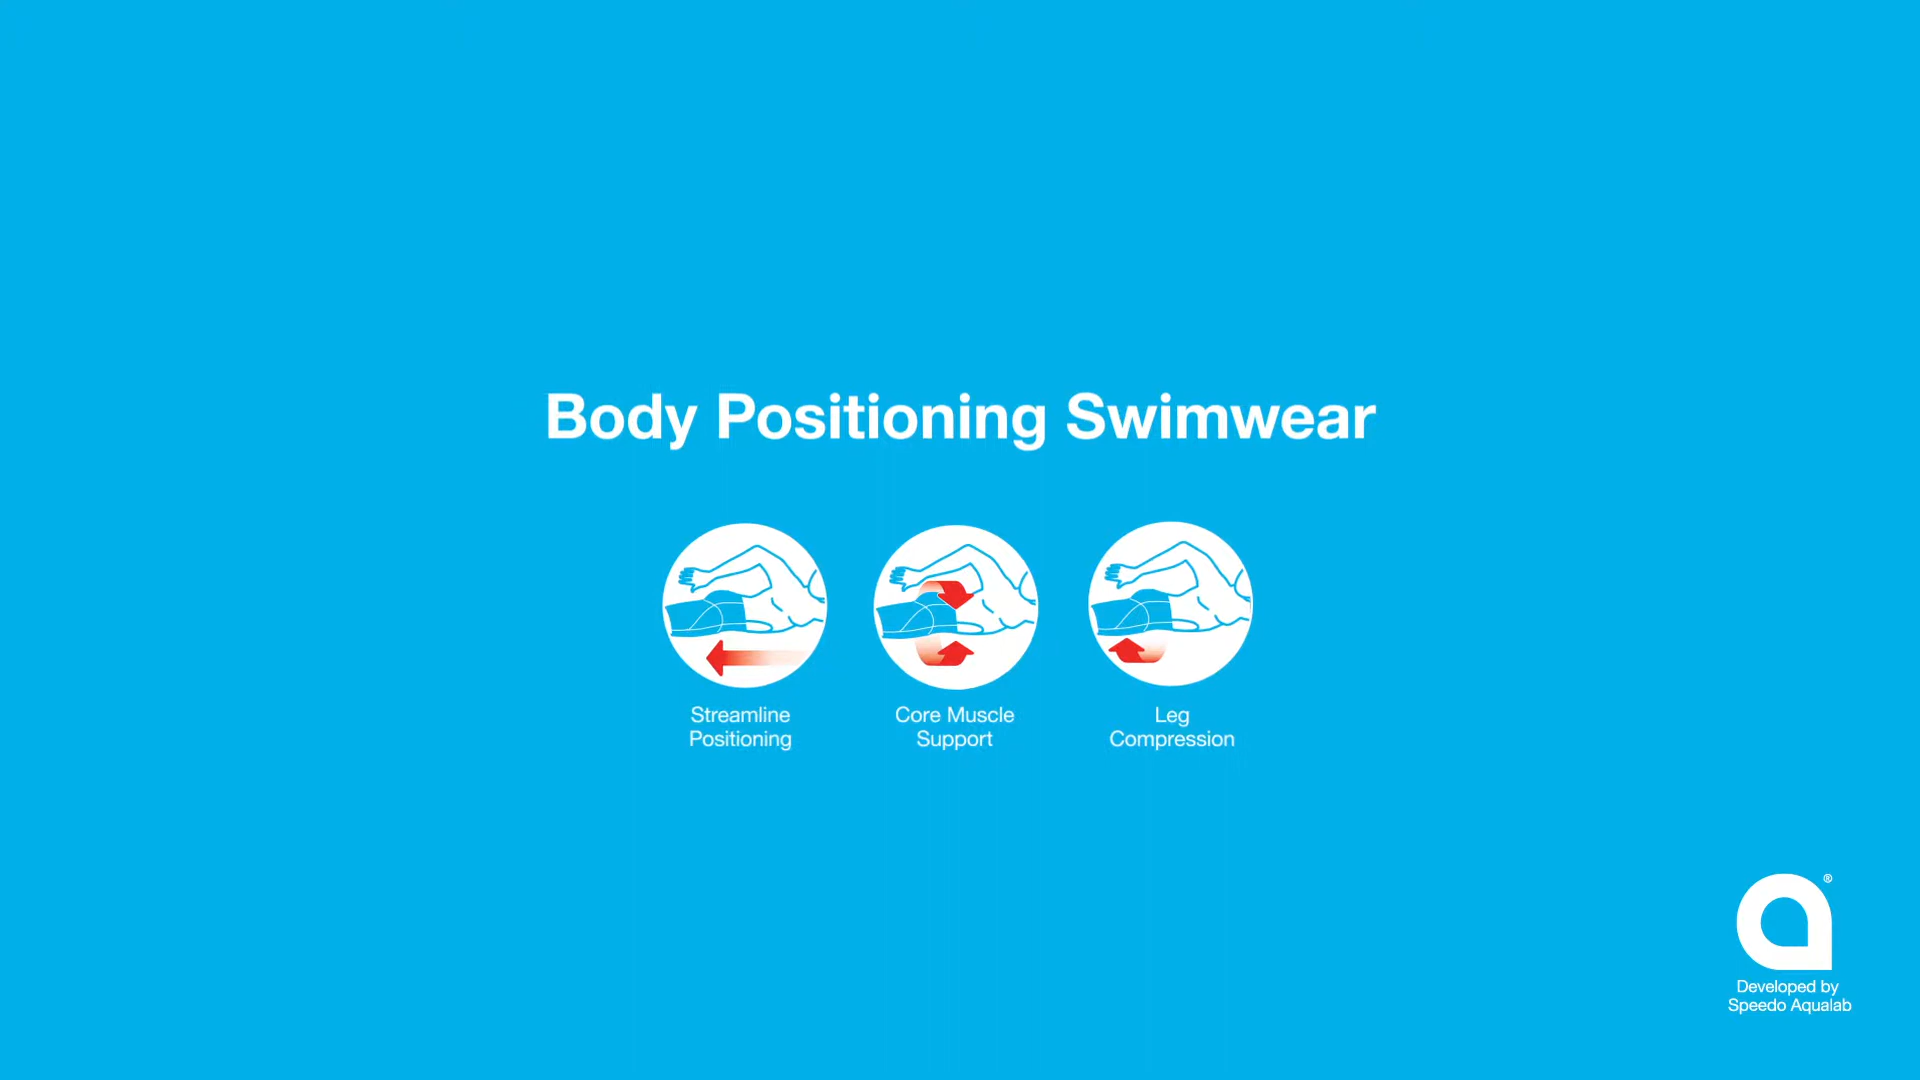 Body Positioning Swimwear
Streamline
Positioning
Core Muscle
Support
Leg
Compression
®
Developed by
Speedo Aqualab